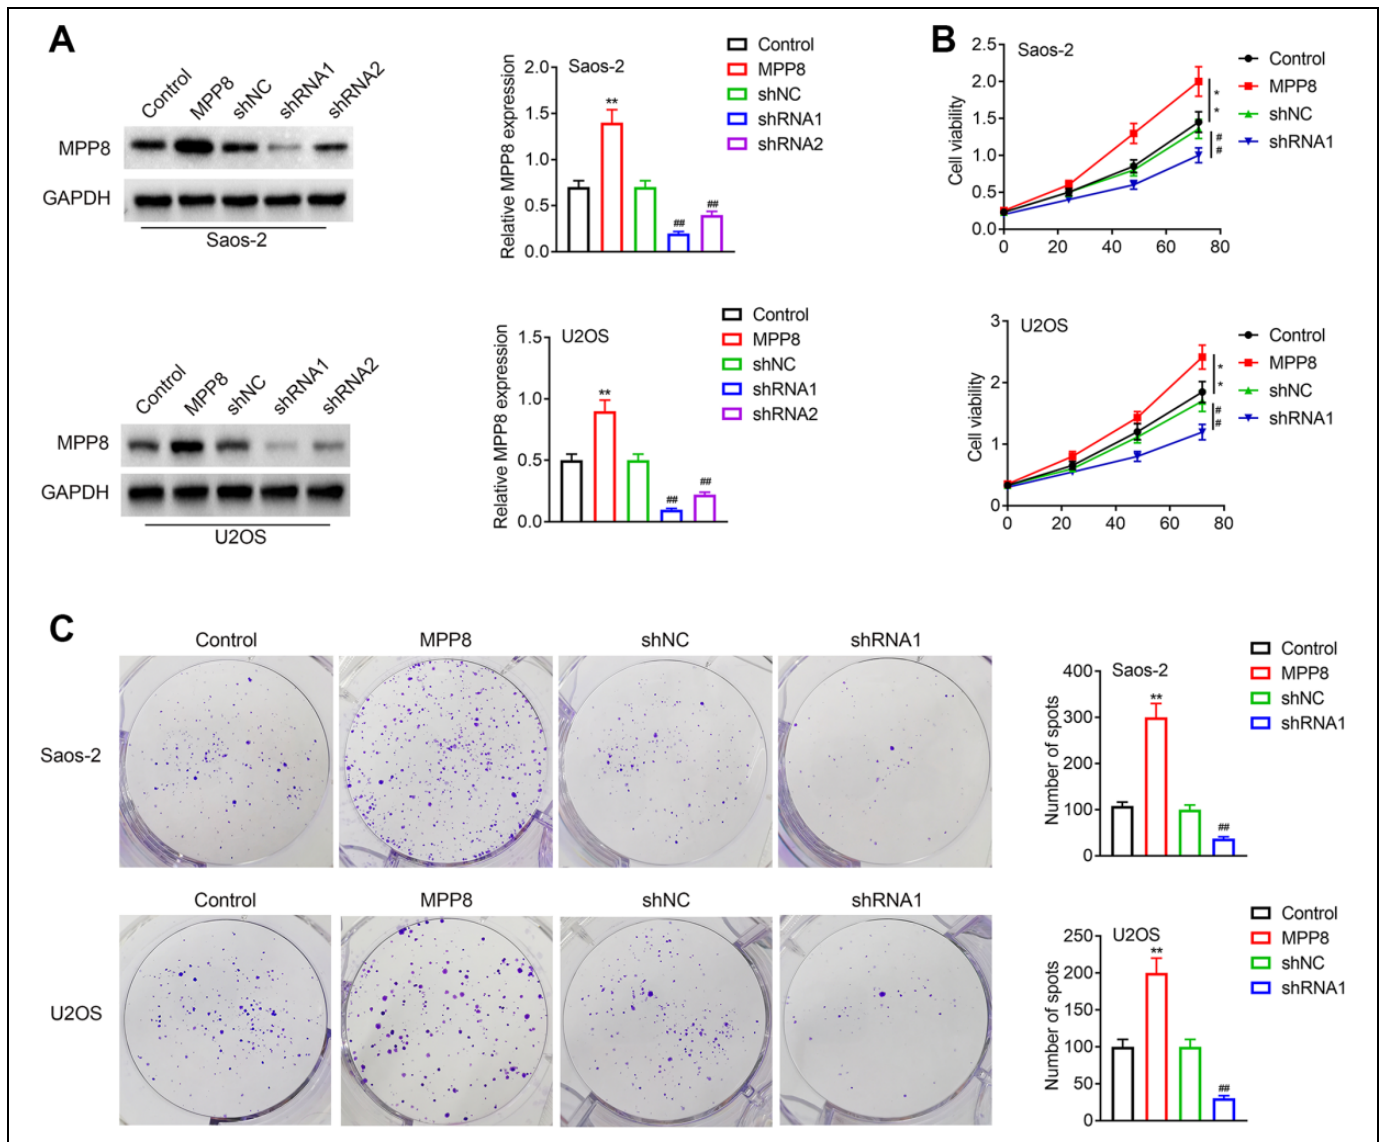 A
Control
MPP8
shNC
shRNA1
shRNA2
MPP8
GAPDH
Saos-2
Relative MPP8 expression
2.0
1.5
1.0
0.5
0.0
Saos-2
**
##
##
Control
MPP8
shNC
shRNA1
shRNA2
B
Cell viability
2.5
2.0
1.5
1.0
0.5
0.0
Saos-2
0 20 40 60 80
*
*
#
#
Control
MPP8
shNC
shRNA1
Control
MPP8
shNC
shRNA1
shRNA2
MPP8
GAPDH
U2OS
Relative MPP8 expression
1.5
1.0
0.5
0.0
U2OS
**
##
##
Control
MPP8
shNC
shRNA1
shRNA2
Cell viability
3
2
1
0
U2OS
0 20 40 60 80
*
*
#
#
Control
MPP8
shNC
shRNA1
C
Control MPP8 shNC shRNA1
Saos-2
Number of spots
400
300
200
100
0
Saos-2
**
##
Control
MPP8
shNC
shRNA1
Control MPP8 shNC shRNA1
U2OS
Number of spots
250
200
150
100
50
0
U2OS
**
##
Control
MPP8
shNC
shRNA1